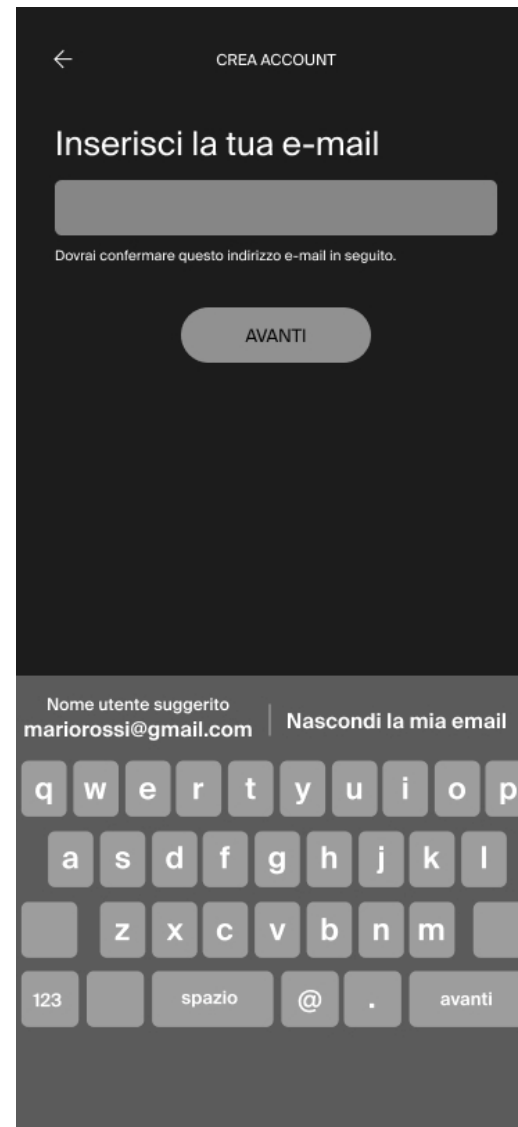 CREA ACCOUNT
Inserisci la tua e-mail
Dovrai confermare questo indirizzo e-mail in seguito.
AVANTI
Nome utente suggerito
mariorossi@gmail.com
Nascondi la mia email
q w e r t y u i o p
a s d f g h j k l
z x c v b n m
123 spazio @ . avanti